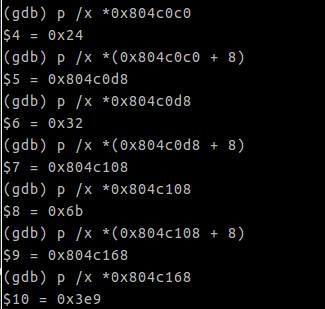 (gdb) p /x *0x804c0c0
$4 = 0x24
(gdb) p /x *(0x804c0c0 + 8)
$5 = 0x804c0d8
(gdb) p /x *0x804c0d8
$6 = 0x32
(gdb) p /x *(0x804c0d8 + 8)
$7 = 0x804c108
(gdb) p /x *0x804c108
$8 = 0x6b
(gdb) p /x *(0x804c108 + 8)
$9 = 0x804c168
(gdb) p /x *0x804c168
$10 = 0x3e9